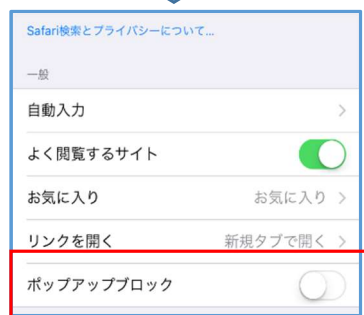 Safari検索とプライバシーについて...
一般
自動入力
よく閲覧するサイト
お気に入り お気に入り
リンクを開く 新規タブで開く
ポップアップブロック